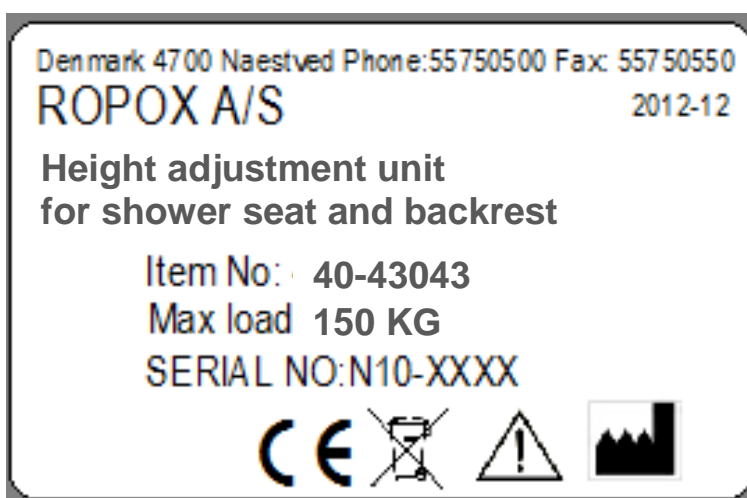 Denmark 4700 Naestved Phone:55750500 Fax: 55750550
ROPOX A/S 2012-12
Height adjustment unit
for shower seat and backrest
Item No: 40-43043
Max load 150 KG
SERIAL NO:N10-XXXX
CE